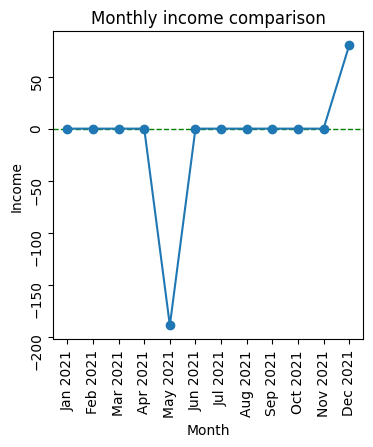 Monthly income comparison
Income
50
0
−50
−100
−150
−200
Jan 2021
Feb 2021
Mar 2021
Apr 2021
May 2021
Jun 2021
Jul 2021
Aug 2021
Sep 2021
Oct 2021
Nov 2021
Dec 2021
Month